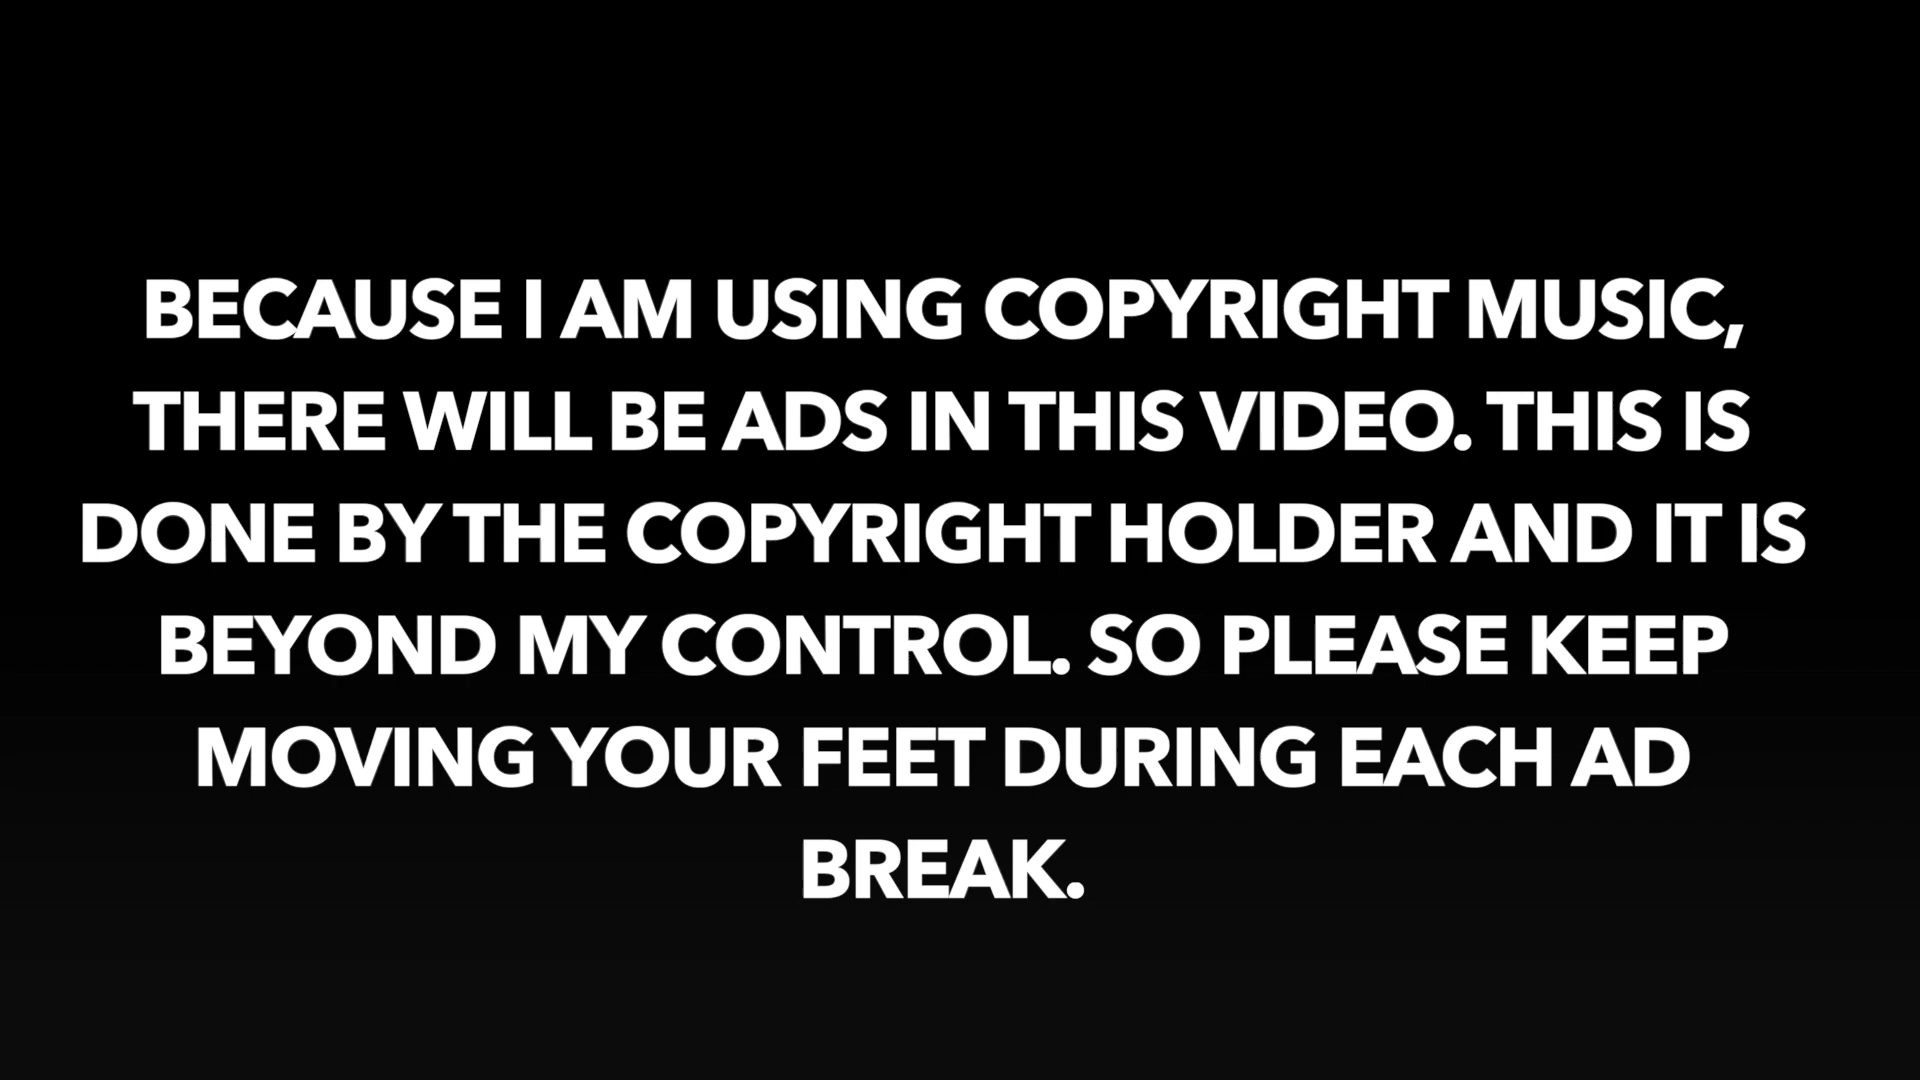 BECAUSE I AM USING COPYRIGHT MUSIC,
THERE WILL BE ADS IN THIS VIDEO. THIS IS
DONE BY THE COPYRIGHT HOLDER AND IT IS
BEYOND MY CONTROL. SO PLEASE KEEP
MOVING YOUR FEET DURING EACH AD
BREAK.